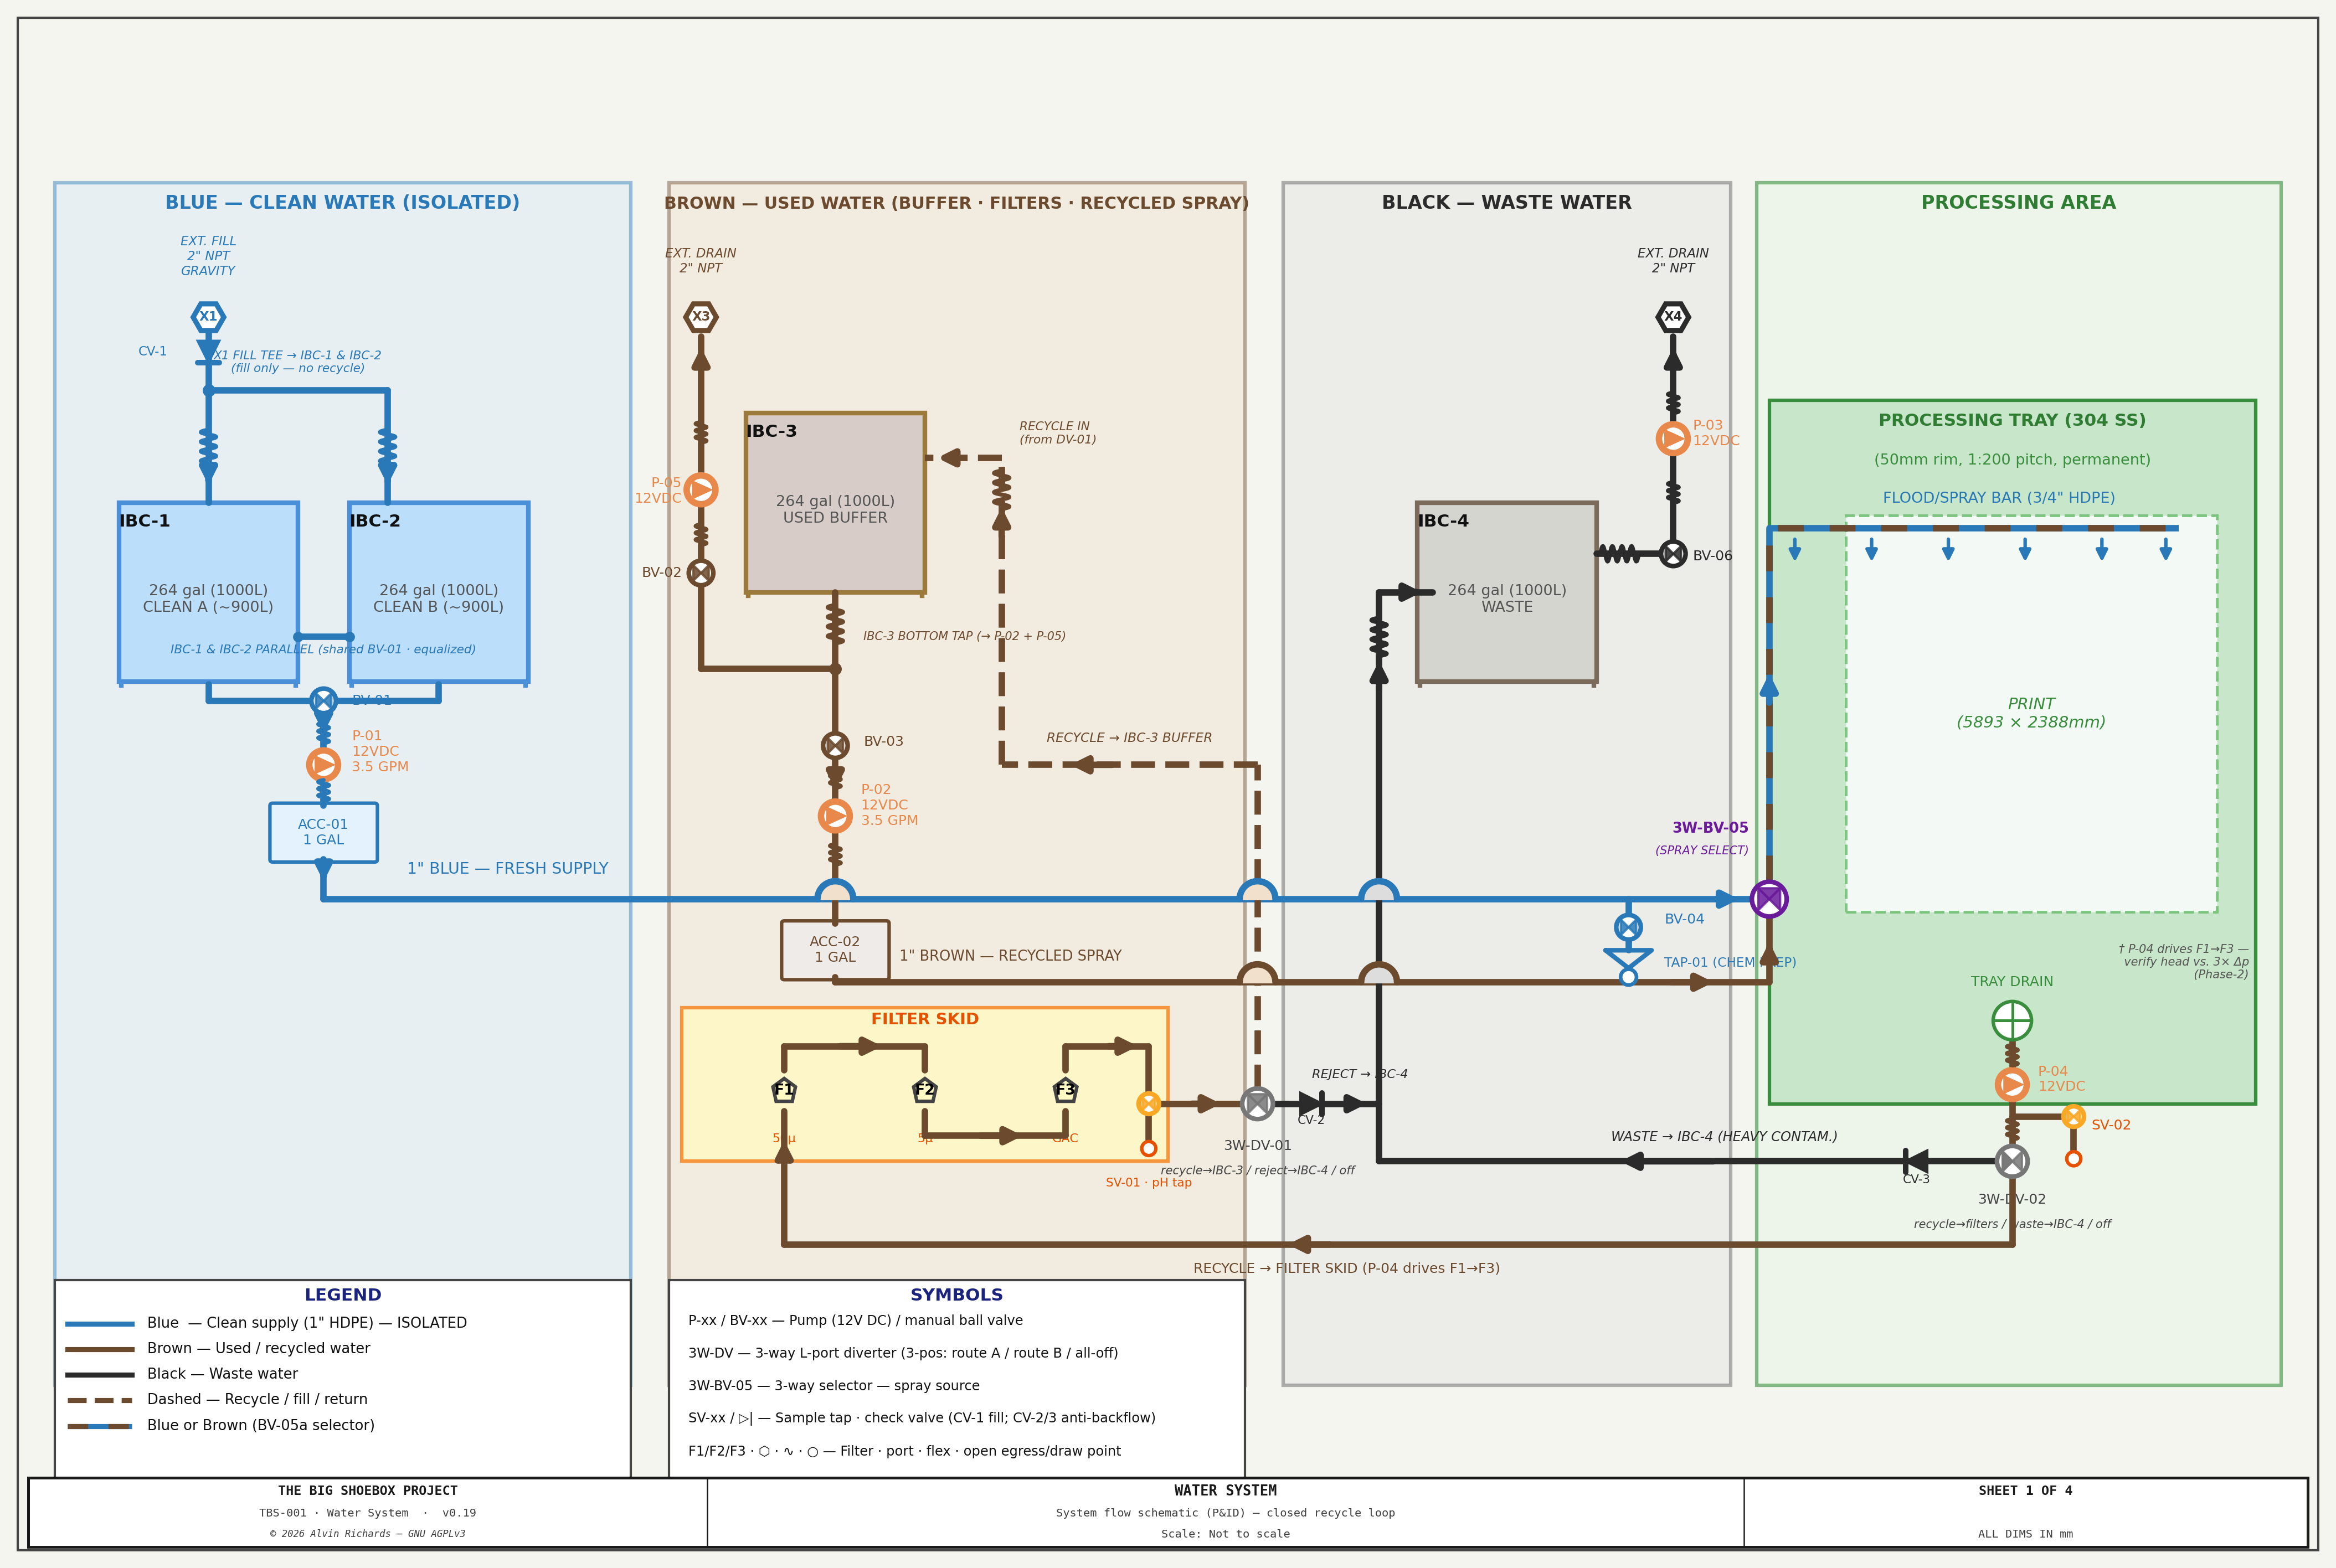 BLUE — CLEAN WATER (ISOLATED)
EXT. FILL
2" NPT
GRAVITY
X1
CV-1
X1 FILL TEE → IBC-1 & IBC-2
(fill only — no recycle)
IBC-1
264 gal (1000L)
CLEAN A (~900L)
IBC-2
264 gal (1000L)
CLEAN B (~900L)
IBC-1 & IBC-2 PARALLEL (shared BV-01 · equalized)
BV-01
P-01
12VDC
3.5 GPM
ACC-01
1 GAL
1" BLUE — FRESH SUPPLY
BROWN — USED WATER (BUFFER · FILTERS · RECYCLED SPRAY)
EXT. DRAIN
2" NPT
X3
P-05
12VDC
BV-02
IBC-3
264 gal (1000L)
USED BUFFER
RECYCLE IN
(from DV-01)
IBC-3 BOTTOM TAP (→ P-02 + P-05)
RECYCLE → IBC-3 BUFFER
BV-03
P-02
12VDC
3.5 GPM
ACC-02
1 GAL
1" BROWN — RECYCLED SPRAY
FILTER SKID
F1
F2
F3
5µ
GAC
SV-01 · pH tap
3W-DV-01
recycle→IBC-3 / reject→IBC-4 / off
REJECT → IBC-4
CV-2
RECYCLE → FILTER SKID (P-04 drives F1→F3)
BLACK — WASTE WATER
EXT. DRAIN
2" NPT
X4
P-03
12VDC
BV-06
IBC-4
264 gal (1000L)
WASTE
3W-BV-05
(SPRAY SELECT)
BV-04
TAP-01 (CHEM PREP)
WASTE → IBC-4 (HEAVY CONTAM.)
CV-3
PROCESSING AREA
PROCESSING TRAY (304 SS)
(50mm rim, 1:200 pitch, permanent)
FLOOD/SPRAY BAR (3/4" HDPE)
PRINT
(5893 × 2388mm)
† P-04 drives F1→F3 —
verify head vs. 3× Δp
(Phase-2)
TRAY DRAIN
P-04
12VDC
SV-02
3W-DV-02
recycle→filters / waste→IBC-4 / off
LEGEND
Blue — Clean supply (1" HDPE) — ISOLATED
Brown — Used / recycled water
Black — Waste water
Dashed — Recycle / fill / return
Blue or Brown (BV-05a selector)
SYMBOLS
P-xx / BV-xx — Pump (12V DC) / manual ball valve
3W-DV — 3-way L-port diverter (3-pos: route A / route B / all-off)
3W-BV-05 — 3-way selector — spray source
SV-xx / ▷| — Sample tap · check valve (CV-1 fill; CV-2/3 anti-backflow)
F1/F2/F3 · ⬡ · ∿ · ○ — Filter · port · flex · open egress/draw point
THE BIG SHOEBOX PROJECT
TBS-001 · Water System · v0.19
© 2026 Alvin Richards — GNU AGPLv3
WATER SYSTEM
System flow schematic (P&ID) — closed recycle loop
Scale: Not to scale
SHEET 1 OF 4
ALL DIMS IN mm